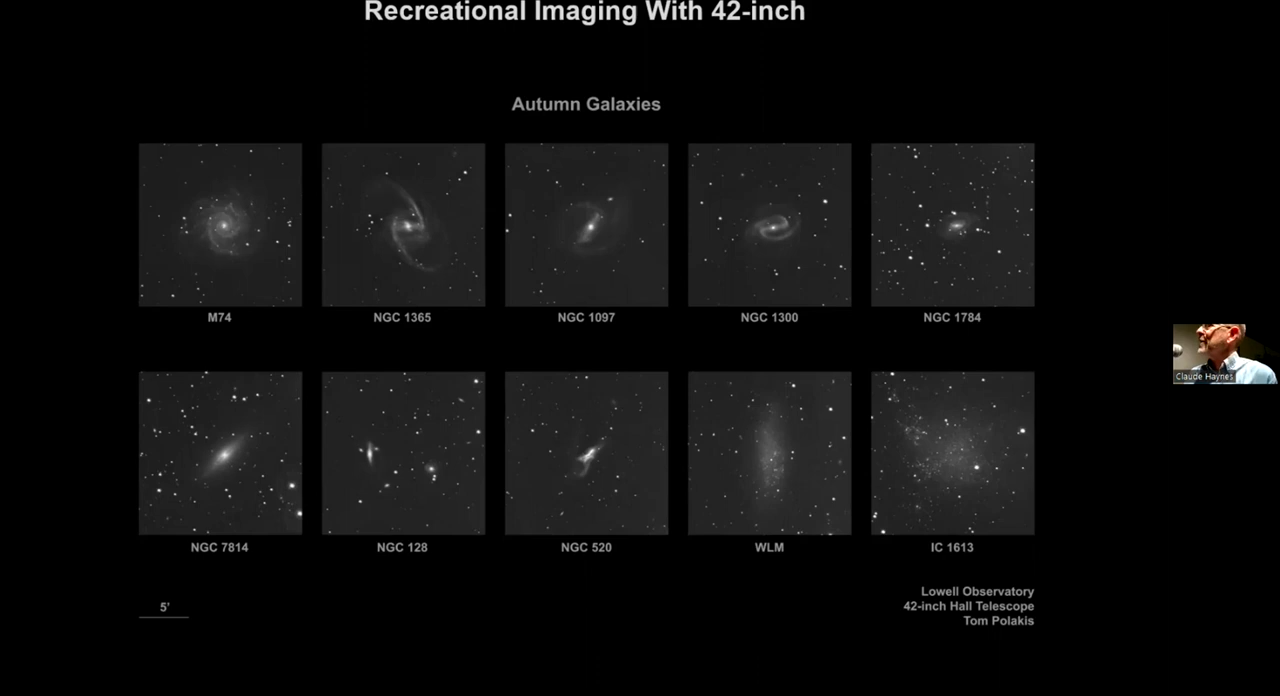 Recreational Imaging With 42-inch
Autumn Galaxies
M74
NGC 1365
NGC 1097
NGC 1300
NGC 1784
NGC 7814
NGC 128
NGC 520
WLM
IC 1613
5'
Lowell Observatory
42-inch Hall Telescope
Tom Polakis
Claude Haynes